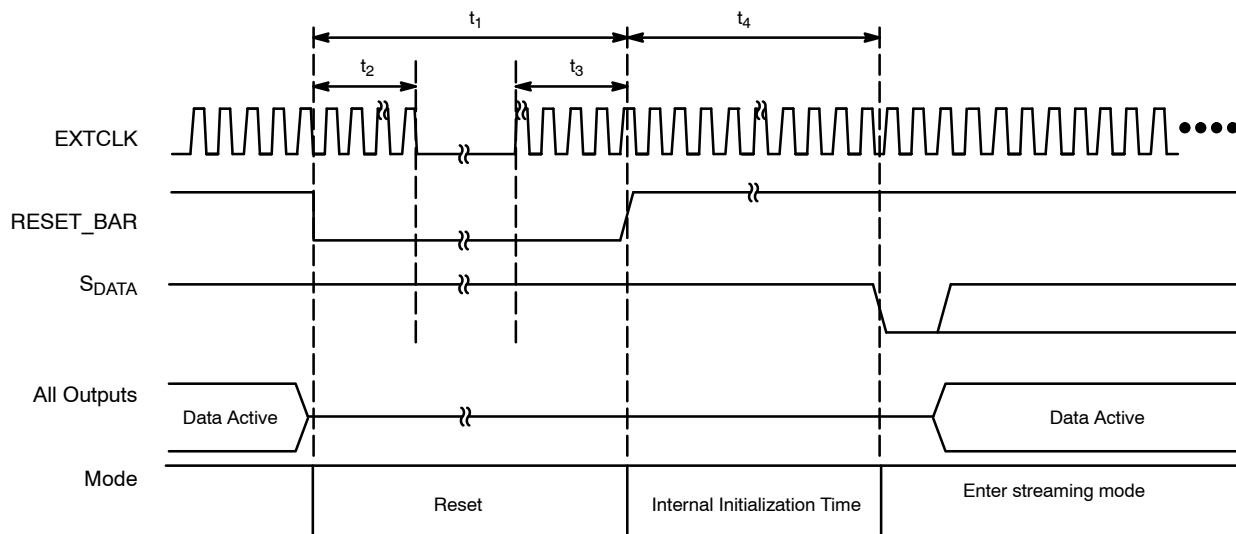 t₁
t₄
t₂
t₃
EXTCLK
RESET_BAR
S_DATA
All Outputs
Data Active
Data Active
Mode
Reset
Internal Initialization Time
Enter streaming mode